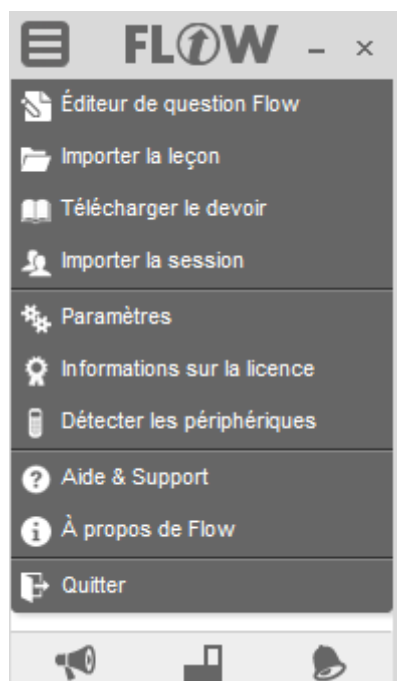 FLOW
Éditeur de question Flow
Importer la leçon
Télécharger le devoir
Importer la session
Paramètres
Informations sur la licence
Détecter les périphériques
Aide & Support
À propos de Flow
Quitter